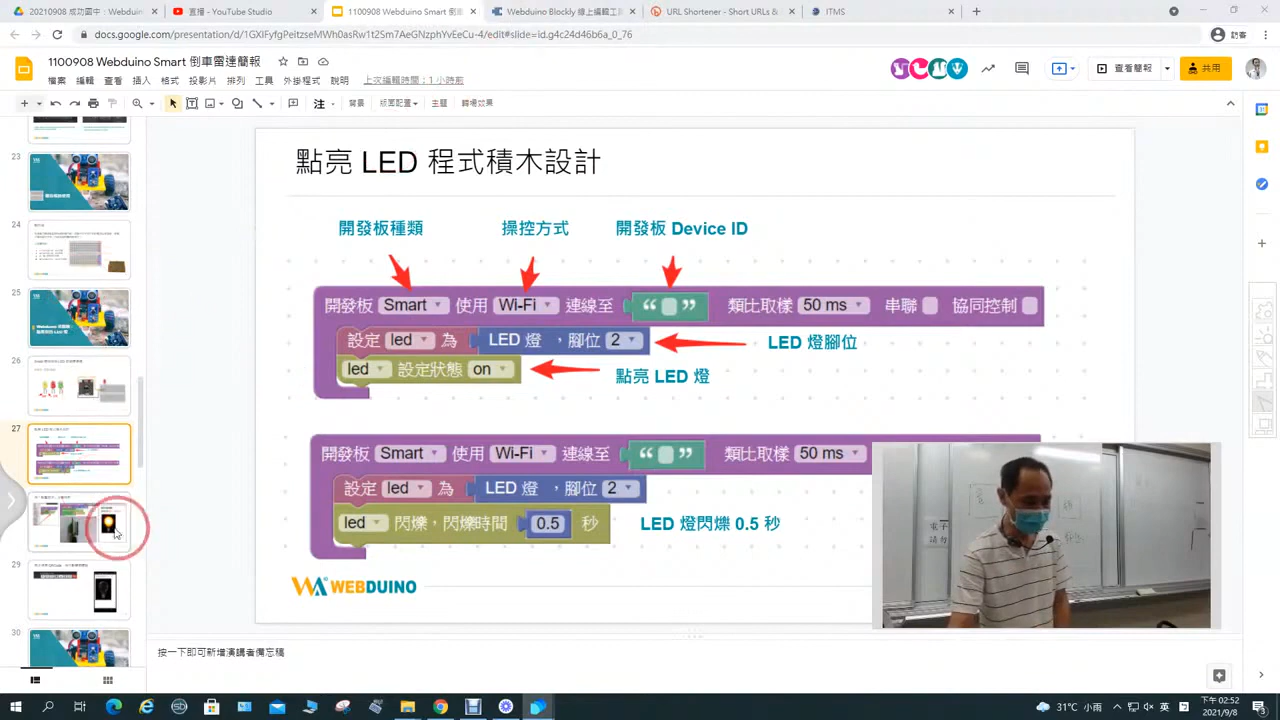 20210908 直播成功中 - Webduino
直播 - YouTube Studio
1100908 Webduino Smart 倒車
Webduino Blockly 線上編輯工具
URL Shortener - Short URLs &
ITMS
docs.google.com/presentation/d/1GXIFyfgPeitzseMWh0asRw1t2Sm7AeGNzphYvEeCu-4/edit#slide=id.g4c24d46b6a_0_76
訪客
1100908 Webduino Smart 倒車雷達簡報
檔案 編輯 查看 插入 格式 投影片 排列 工具 外掛程式 說明 上次編輯時間：1 小時前
查看簡報
共用
注
背景 版面配置 主題 轉場效果
點亮 LED 程式積木設計
開發板種類
操控方式
開發板 Device ID
開發板 Smart 使用 Wi-Fi 連線至 “ ” 類比取樣 50 ms 串聯 協同控制
設定 led 為 LED 燈，腳位 2
LED 燈腳位
led 設定狀態 on
點亮 LED 燈
開發板 Smart 使用 Wi-Fi 連線至 “ ” 類比取樣 50 ms
設定 led 為 LED 燈，腳位 2
led 閃爍，閃爍時間 0.5 秒
LED 燈閃爍 0.5 秒
WEBDUINO
23
24
25
26
27
29
30
按一下即可新增演講者備忘稿
31°C 小雨
英
下午 02:52
2021/9/8